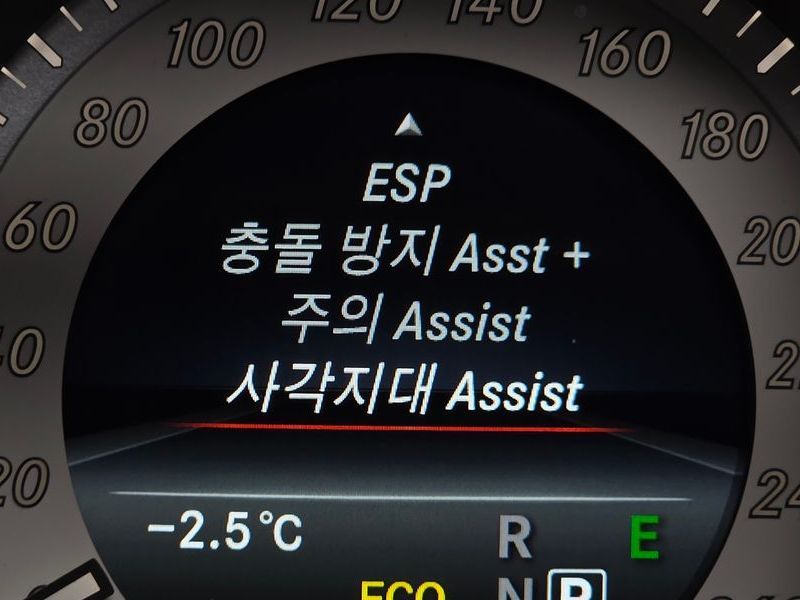 100 120 140 160
80 180
ESP
60 충돌 방지 Asst +
주의 Assist
사각지대 Assist
-2.5°C R E
ECO N P